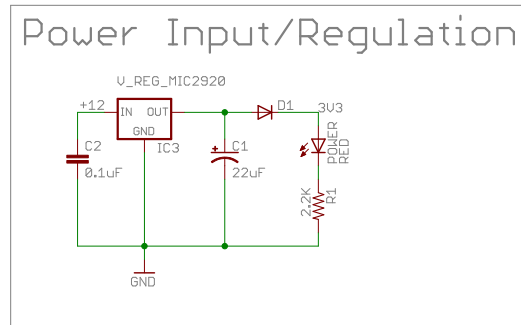 Power Input/Regulation
V_REG_MIC2920
+12
IN OUT
GND
IC3
D1
3V3
C2
0.1uF
C1
+
22uF
POWER
RED
2.2K
R1
GND